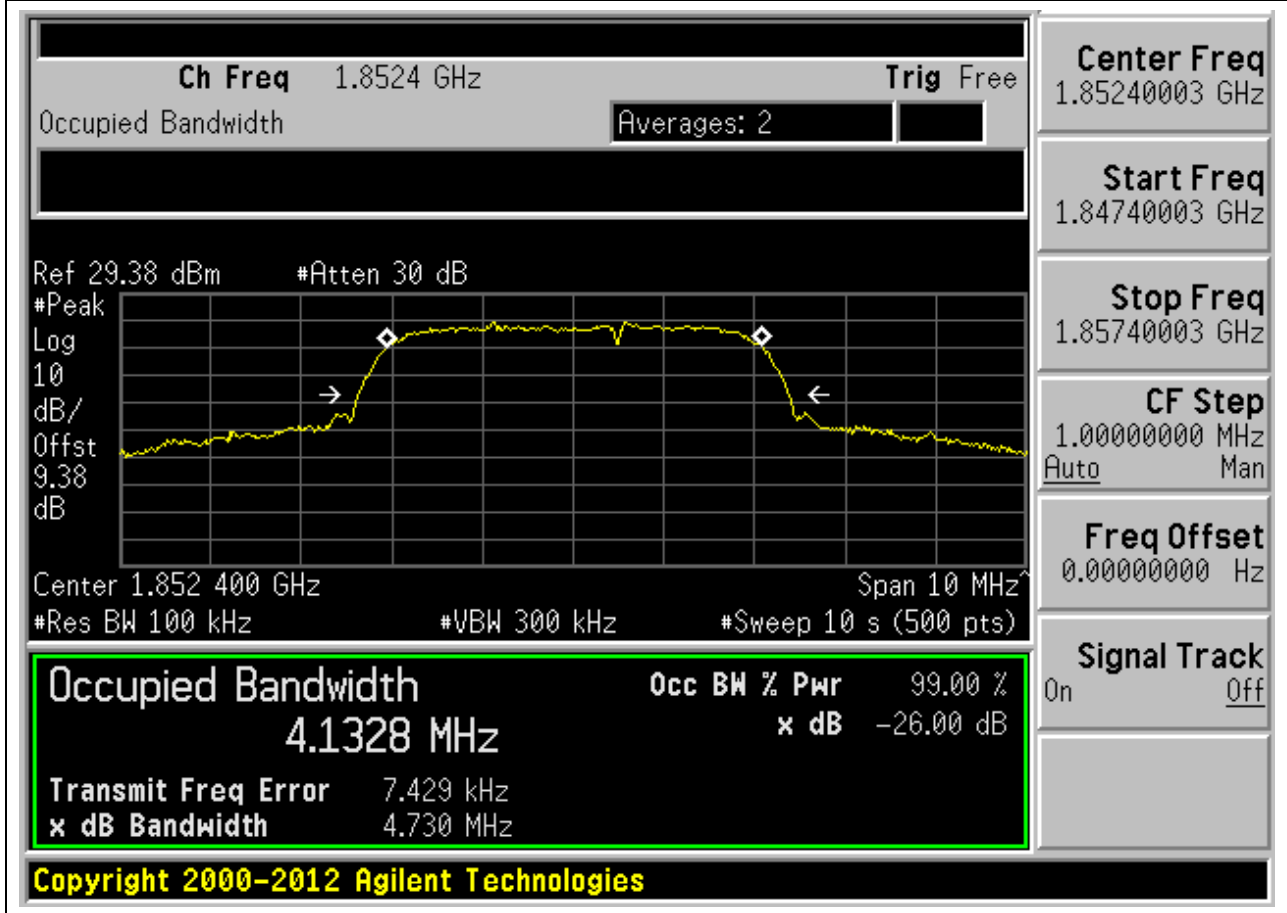 Ch Freq 1.8524 GHz Trig Free
Occupied Bandwidth Averages: 2
Ref 29.38 dBm #Atten 30 dB
#Peak
Log
10
dB/
Offst
9.38
dB
Center 1.852 400 GHz Span 10 MHz^
#Res BW 100 kHz #VBW 300 kHz #Sweep 10 s (500 pts)
Occupied Bandwidth Occ BW % Pwr 99.00 %
4.1328 MHz x dB -26.00 dB
Transmit Freq Error 7.429 kHz
x dB Bandwidth 4.730 MHz
Copyright 2000-2012 Agilent Technologies
Center Freq
1.85240003 GHz
Start Freq
1.84740003 GHz
Stop Freq
1.85740003 GHz
CF Step
1.00000000 MHz
Auto Man
Freq Offset
0.00000000 Hz
Signal Track
On Off